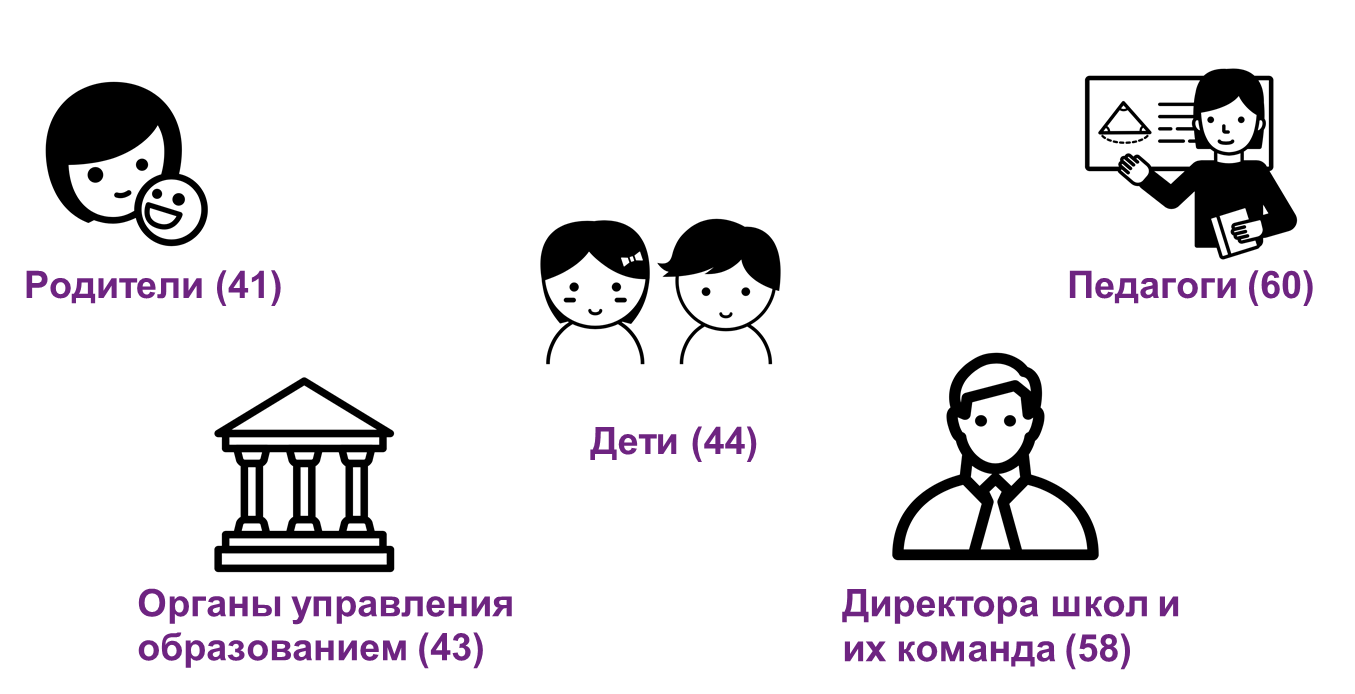 Родители (41)
Педагоги (60)
Дети (44)
Органы управления
образованием (43)
Директора школ и
их команда (58)